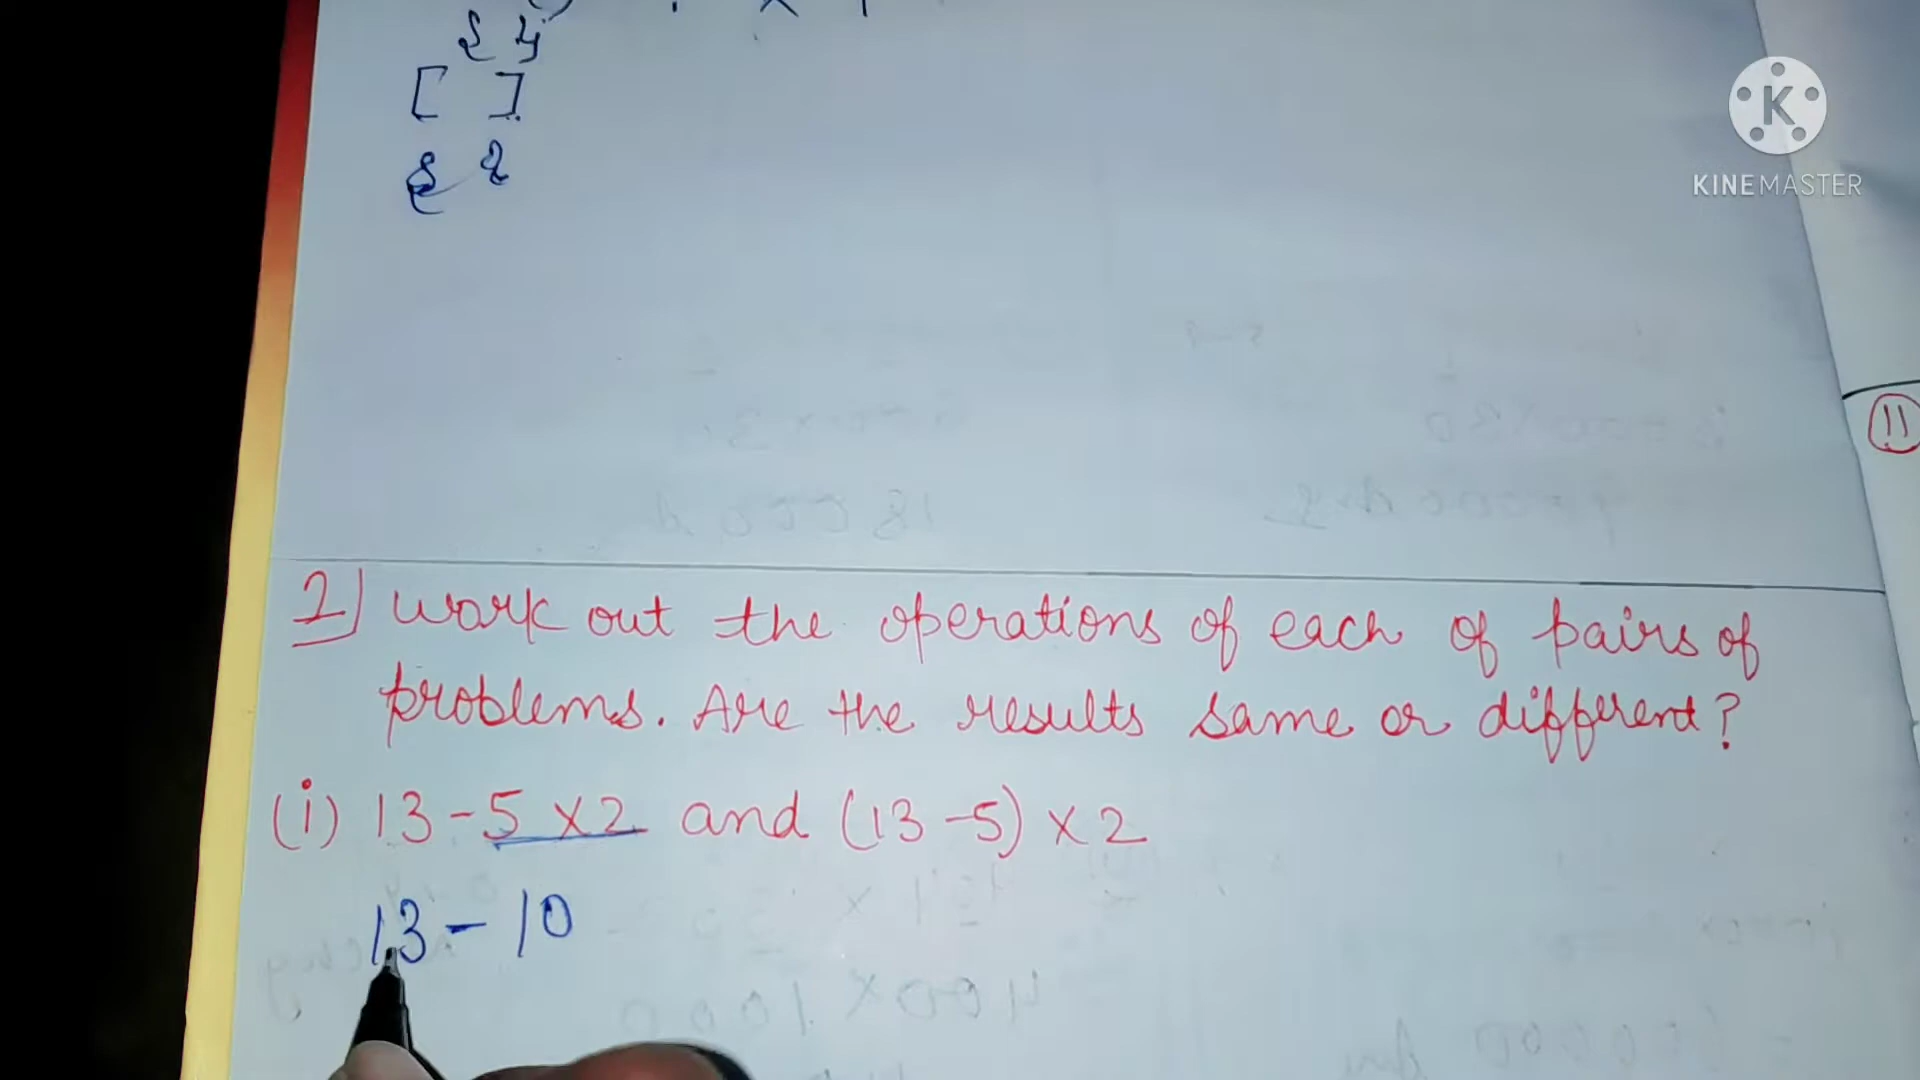 { }
[ ]
KINEMASTER
11
2) Work out the operations of each of pairs of
problems. Are the results same or different?
(i) 13 - 5 × 2 and (13 - 5) × 2
13 - 10